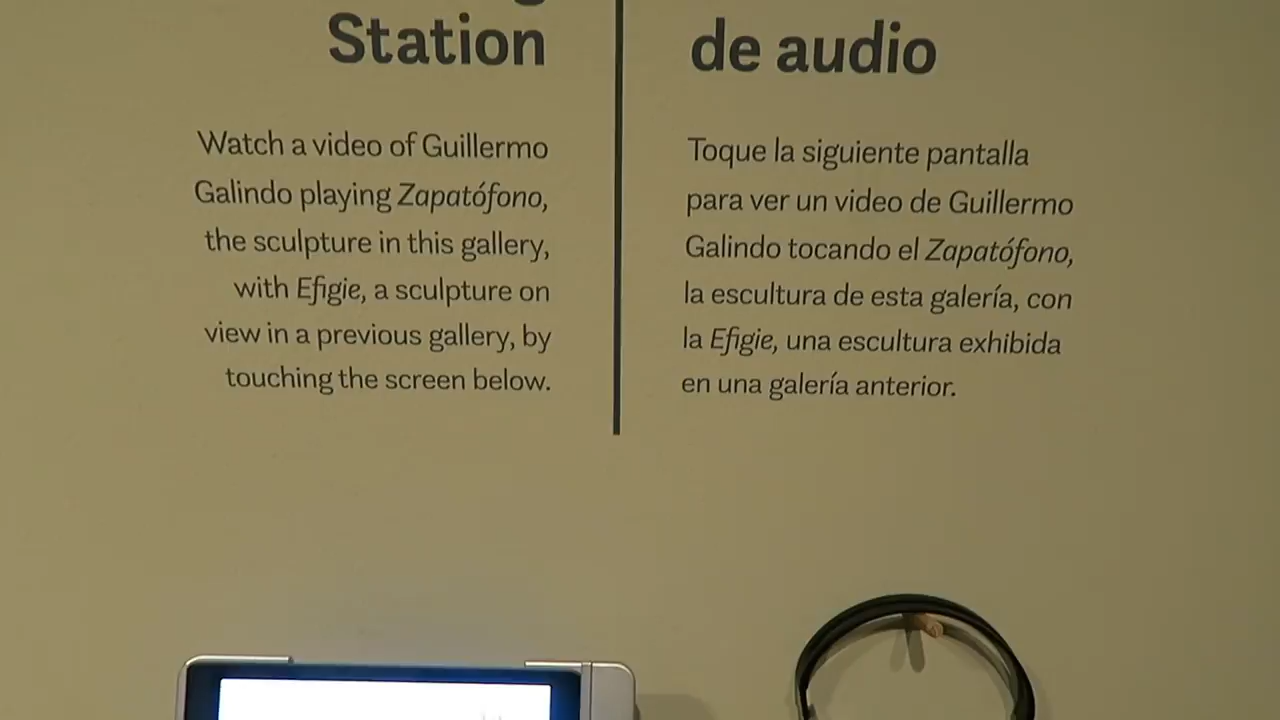 Station
Watch a video of Guillermo
Galindo playing Zapatófono,
the sculpture in this gallery,
with Efigie, a sculpture on
view in a previous gallery, by
touching the screen below.
de audio
Toque la siguiente pantalla
para ver un video de Guillermo
Galindo tocando el Zapatófono,
la escultura de esta galería, con
la Efigie, una escultura exhibida
en una galería anterior.